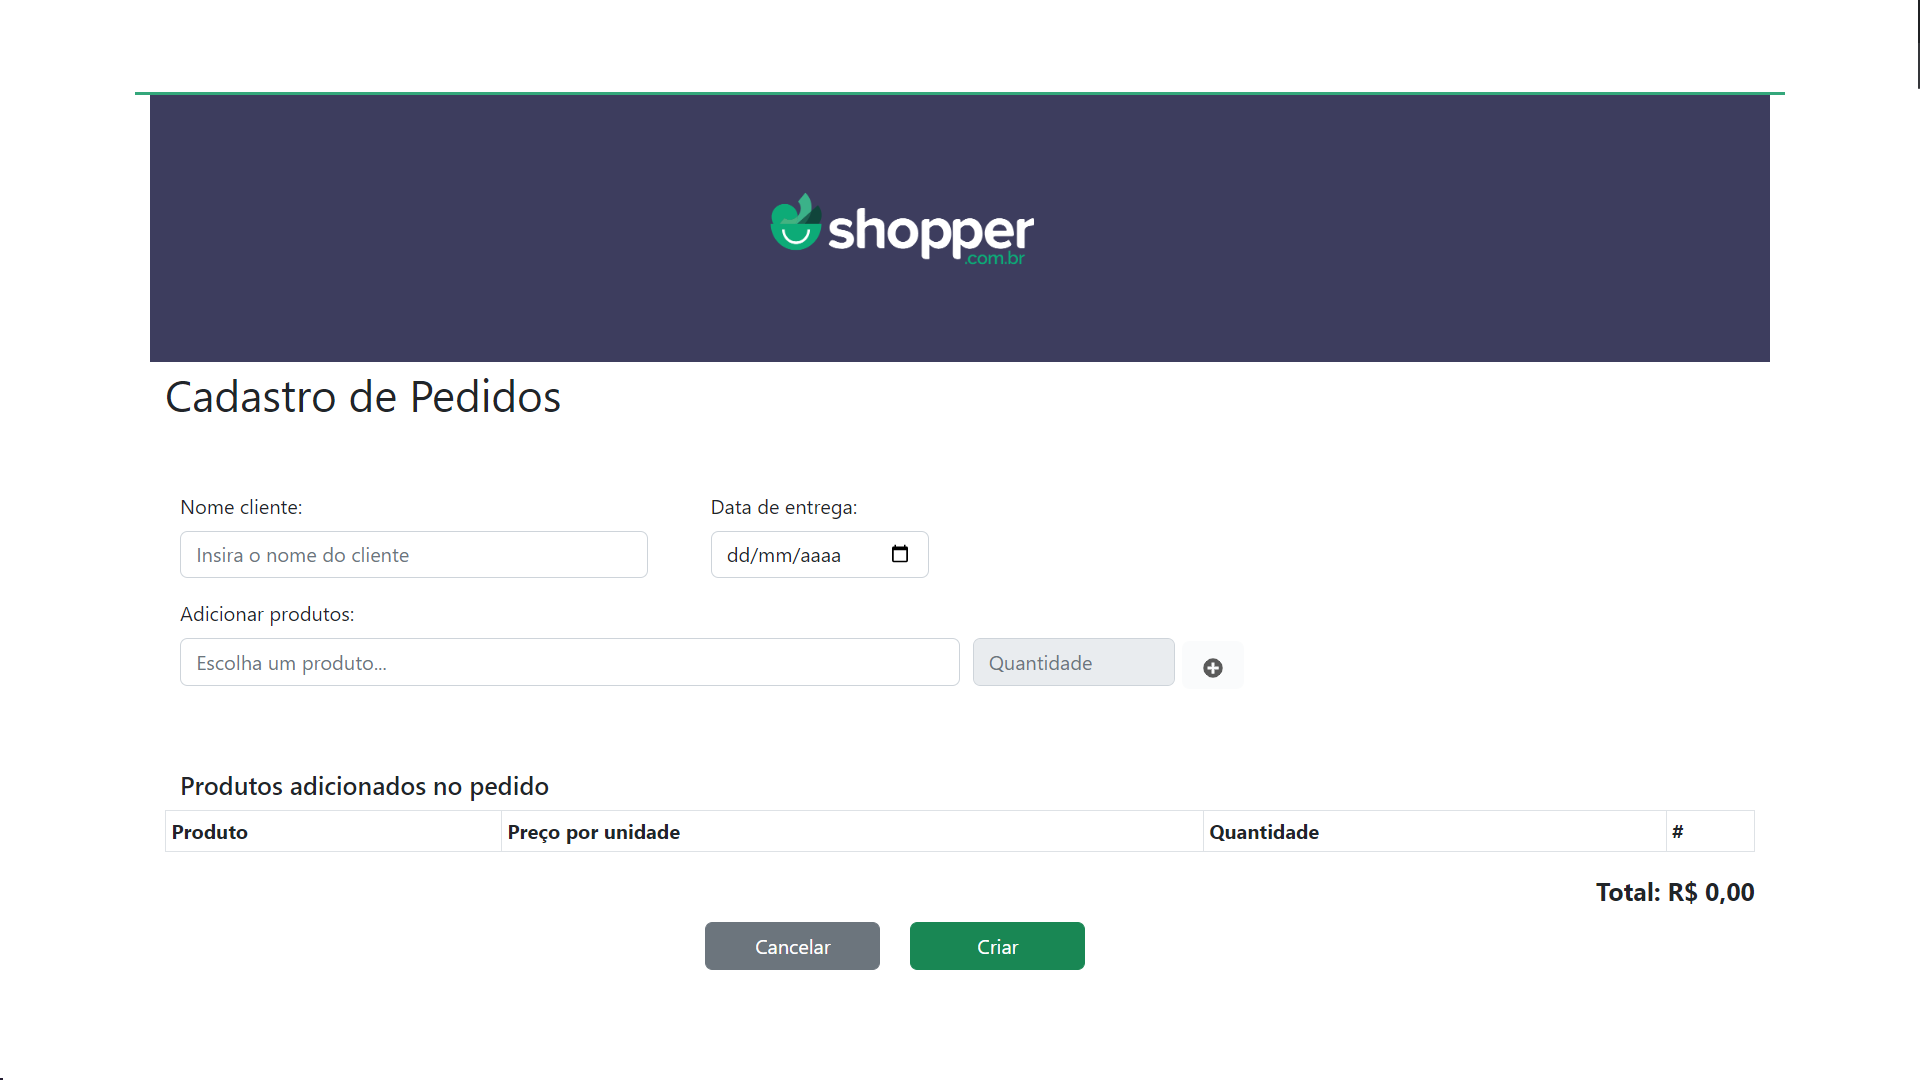 shopper
.com.br
Cadastro de Pedidos
Nome cliente:
Data de entrega:
Insira o nome do cliente
dd/mm/aaaa
Adicionar produtos:
Escolha um produto...
Quantidade
Produtos adicionados no pedido
Produto
Preço por unidade
Quantidade
#
Total: R$ 0,00
Cancelar
Criar